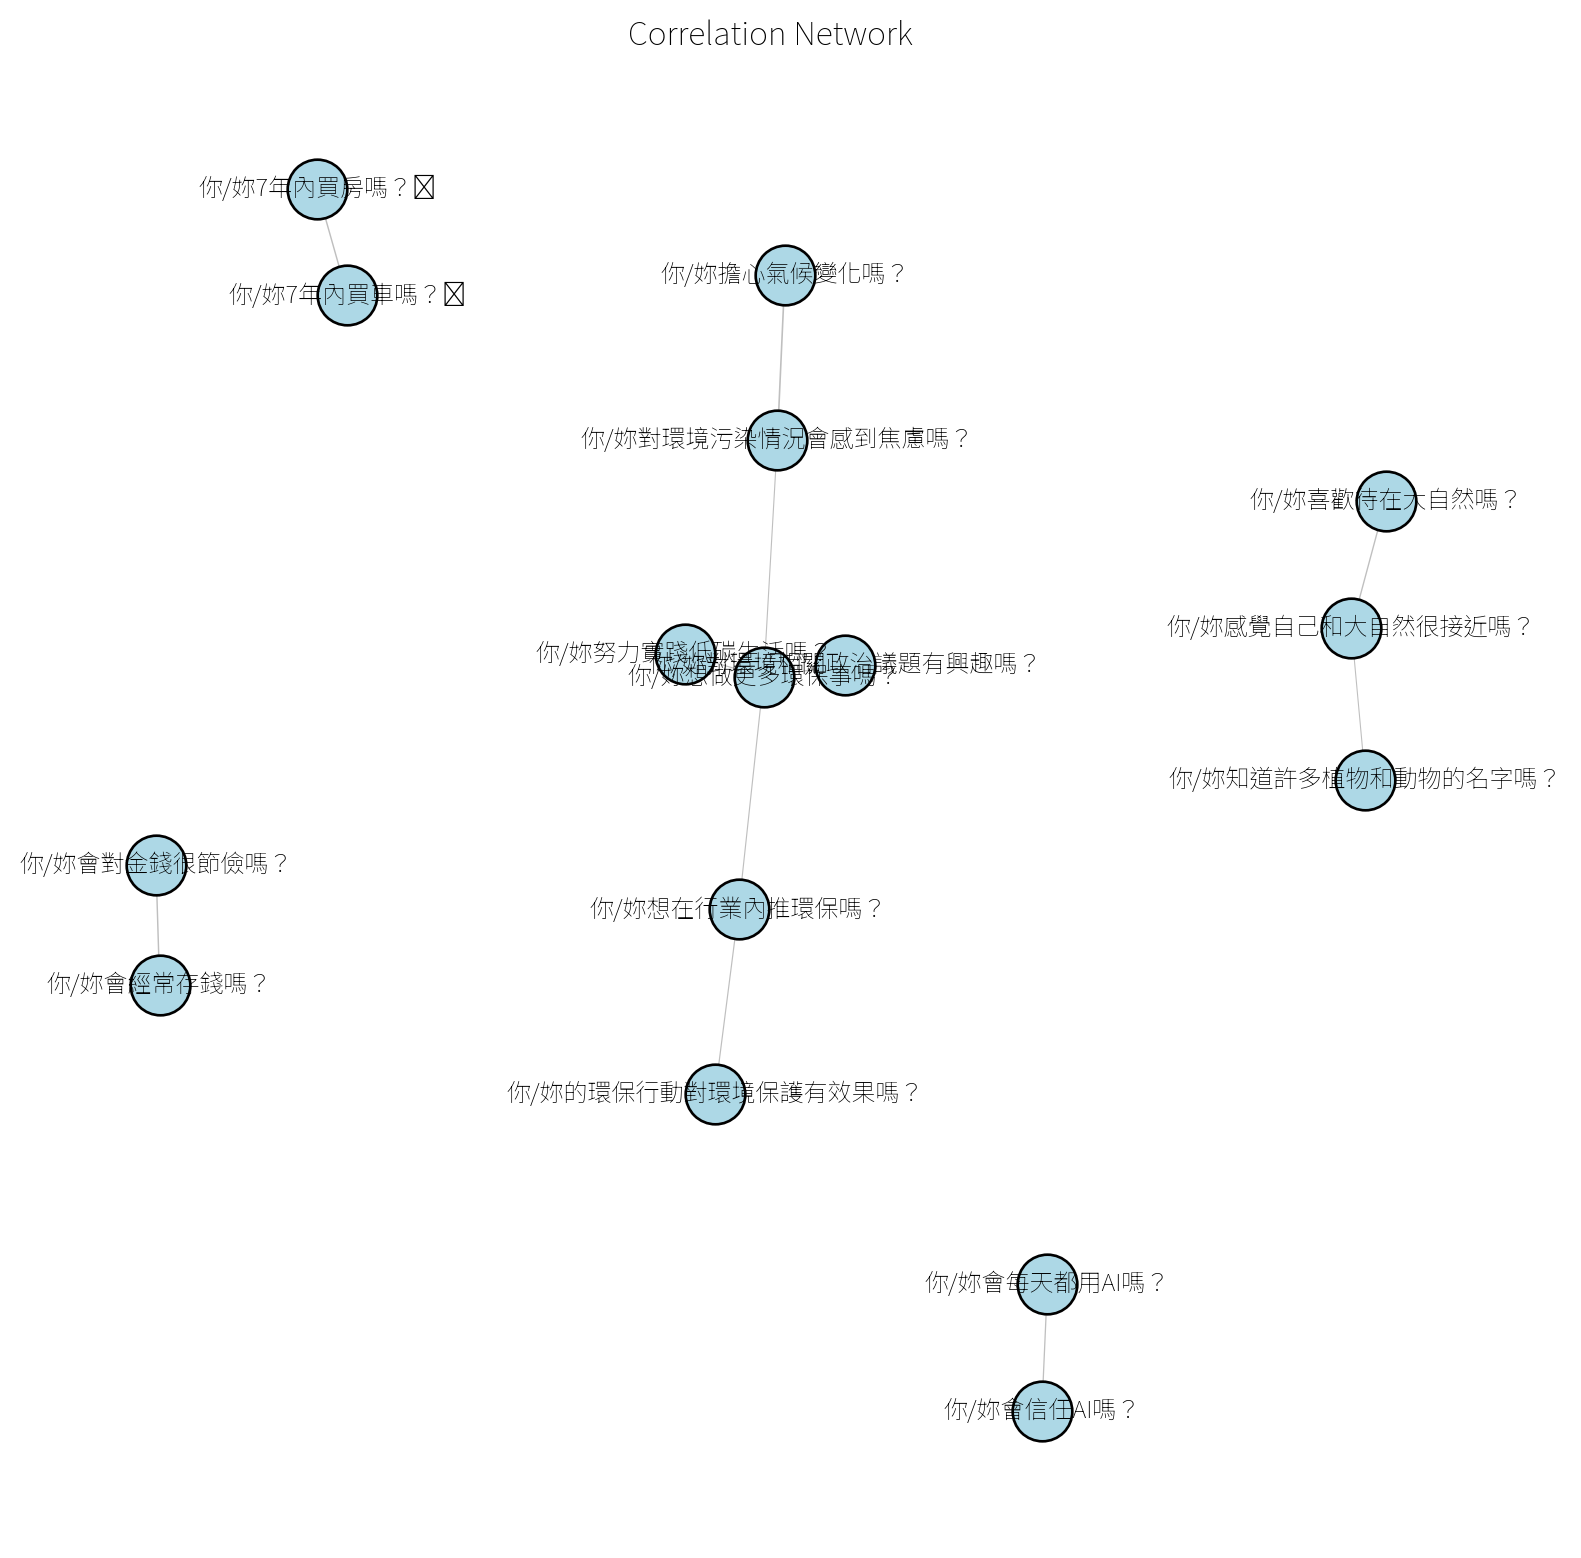 Correlation Network
你/妳7年內買房嗎？
你/妳擔心氣候變化嗎？
你/妳7年內買車嗎？
你/妳對環境污染情況會感到焦慮嗎？
你/妳喜歡待在大自然嗎？
你/妳感覺自己和大自然很接近嗎？
你/妳努力實踐低碳生活嗎？
你/妳對環境相關政治議題有興趣嗎？
你/妳想做更多環保事嗎？
你/妳知道許多植物和動物的名字嗎？
你/妳會對金錢很節儉嗎？
你/妳想在行業內推環保嗎？
你/妳會經常存錢嗎？
你/妳的環保行動對環境保護有效果嗎？
你/妳會每天都用AI嗎？
你/妳會信任AI嗎？